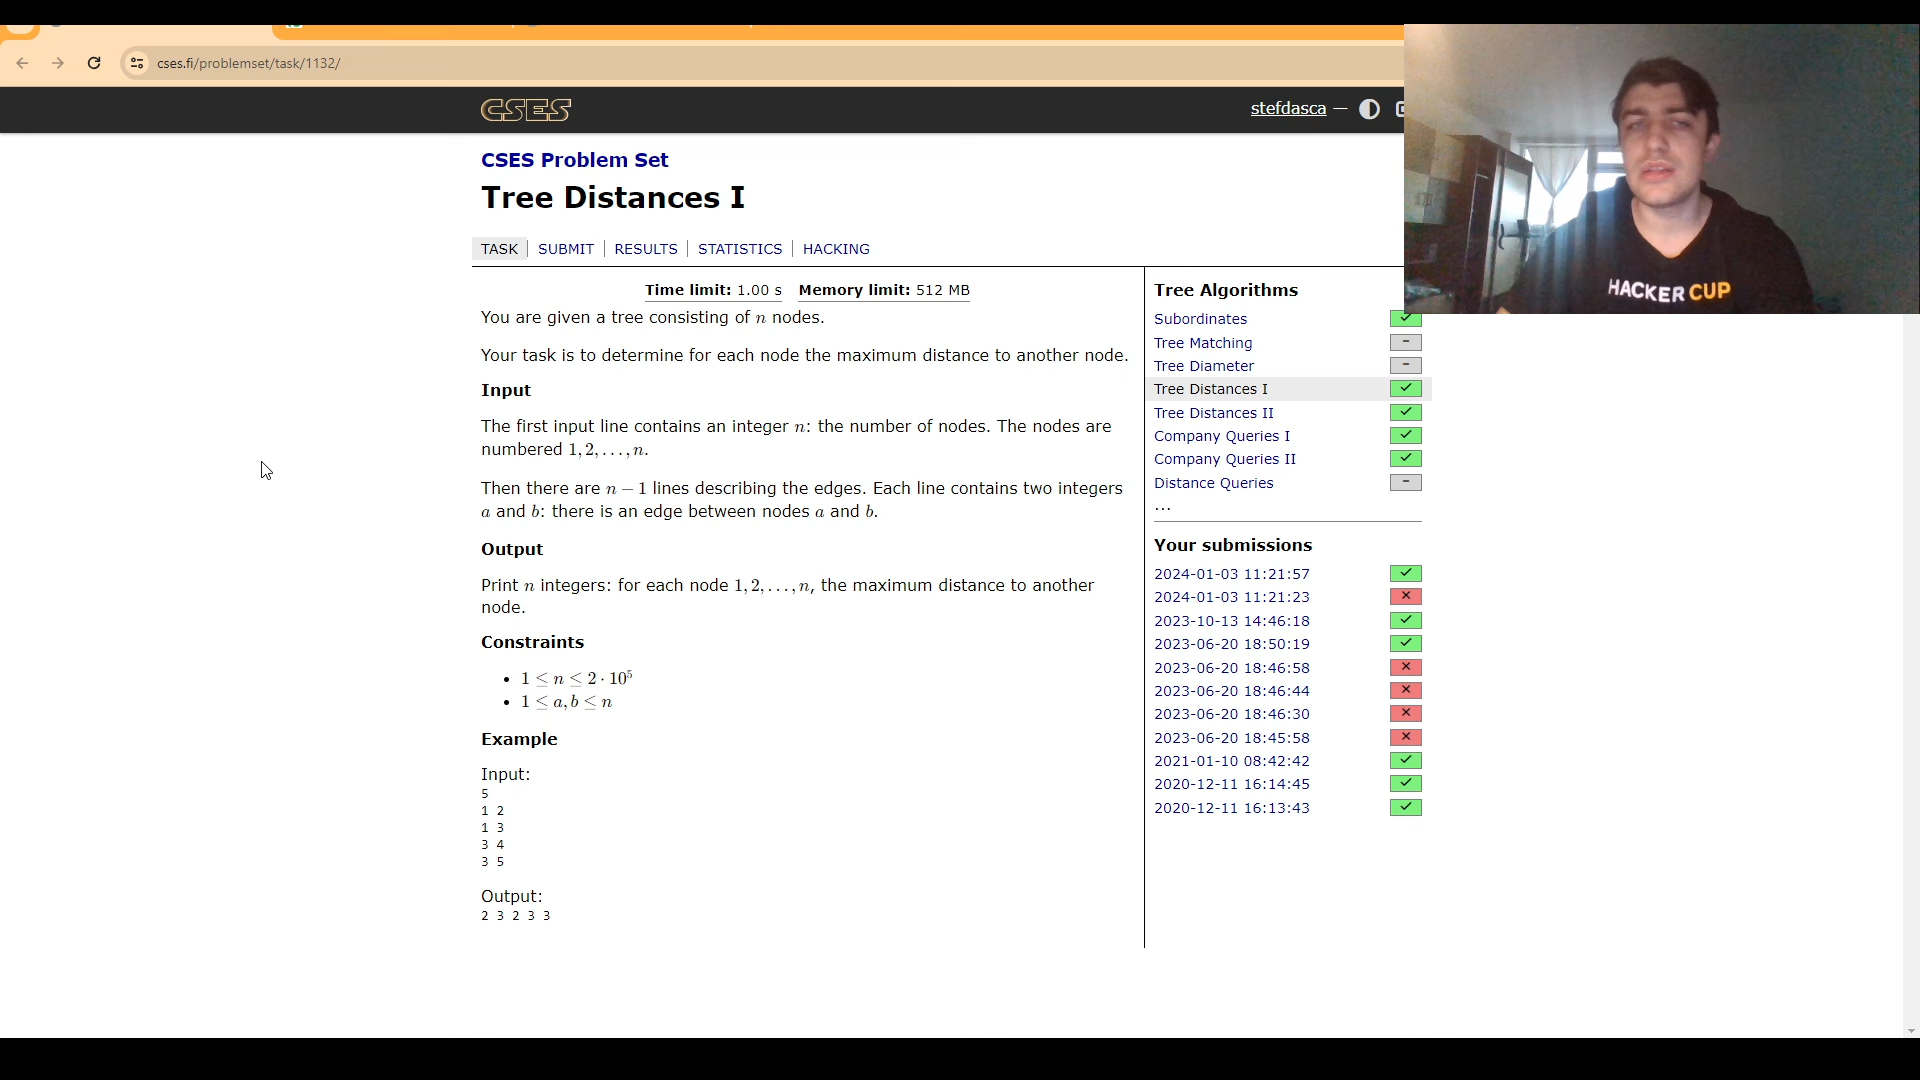 cses.fi/problemset/task/1132/
CSES
stefdasca —
CSES Problem Set
Tree Distances I
TASK SUBMIT RESULTS STATISTICS HACKING
Time limit: 1.00 s Memory limit: 512 MB
You are given a tree consisting of n nodes.
Your task is to determine for each node the maximum distance to another node.
Input
The first input line contains an integer n: the number of nodes. The nodes are
numbered 1, 2, . . . , n.
Then there are n − 1 lines describing the edges. Each line contains two integers
a and b: there is an edge between nodes a and b.
Output
Print n integers: for each node 1, 2, . . . , n, the maximum distance to another
node.
Constraints
• 1 ≤ n ≤ 2 · 10⁵
• 1 ≤ a, b ≤ n
Example
Input:
5
1 2
1 3
3 4
3 5
Output:
2 3 2 3 3
Tree Algorithms
Subordinates
Tree Matching –
Tree Diameter –
Tree Distances I
Tree Distances II
Company Queries I
Company Queries II
Distance Queries –
...
Your submissions
2024-01-03 11:21:57
2024-01-03 11:21:23
2023-10-13 14:46:18
2023-06-20 18:50:19
2023-06-20 18:46:58
2023-06-20 18:46:44
2023-06-20 18:46:30
2023-06-20 18:45:58
2021-01-10 08:42:42
2020-12-11 16:14:45
2020-12-11 16:13:43
HACKER CUP